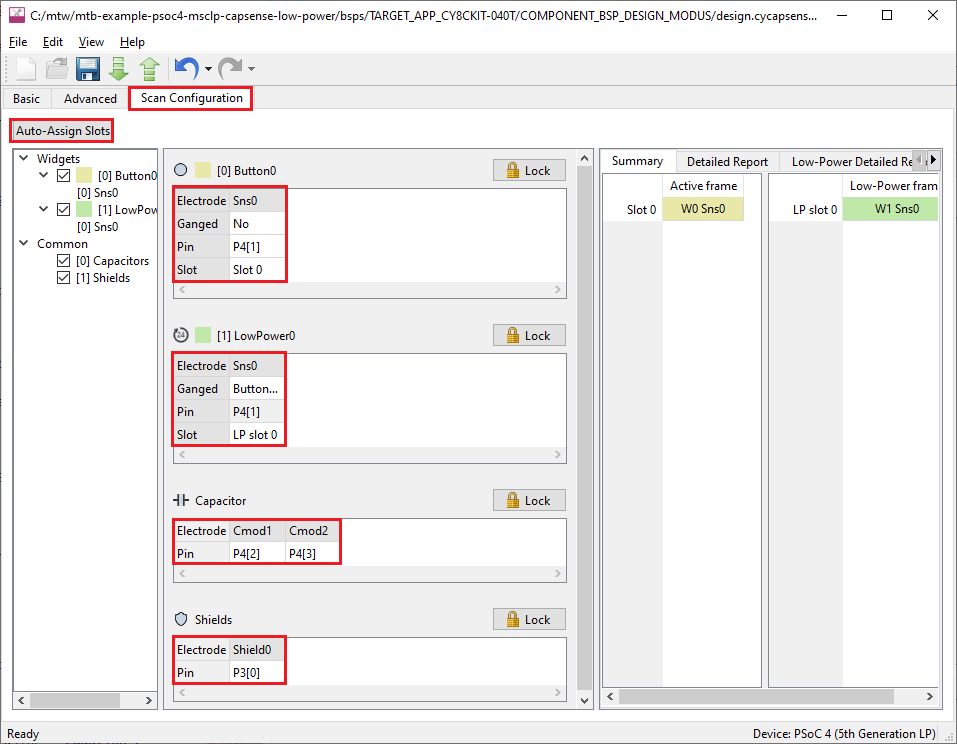 C:/mtw/mtb-example-psoc4-msclp-capsense-low-power/bsps/TARGET_APP_CY8CKIT-040T/COMPONENT_BSP_DESIGN_MODUS/design.cycapsens...
File Edit View Help
Basic Advanced Scan Configuration
Auto-Assign Slots
Widgets
[0] Button0
[0] Sns0
[1] LowPow
[0] Sns0
Common
[0] Capacitors
[1] Shields
[0] Button0 Lock
Electrode Sns0
Ganged No
Pin P4[1]
Slot Slot 0
24 [1] LowPower0 Lock
Electrode Sns0
Ganged Button...
Pin P4[1]
Slot LP slot 0
Capacitor Lock
Electrode Cmod1 Cmod2
Pin P4[2] P4[3]
Shields Lock
Electrode Shield0
Pin P3[0]
Summary Detailed Report Low-Power Detailed Re
Active frame Low-Power fram
Slot 0 W0 Sns0 LP slot 0 W1 Sns0
Ready Device: PSoC 4 (5th Generation LP)